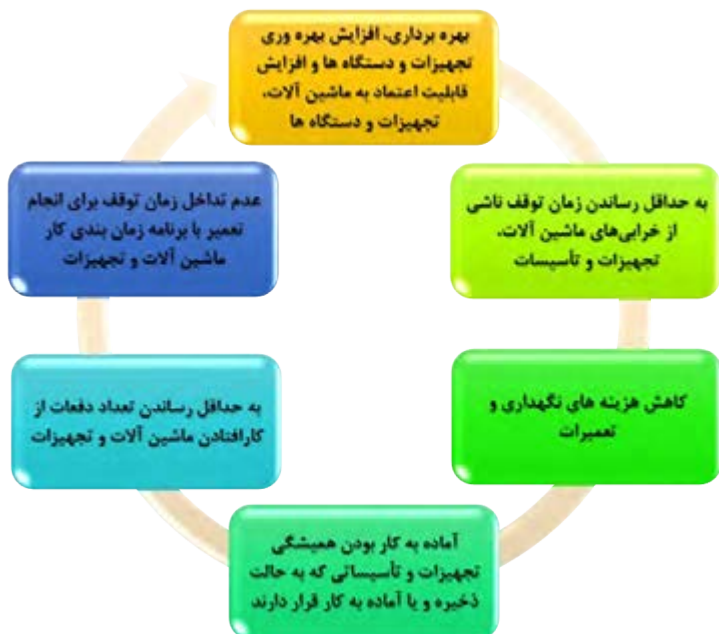 بهره برداری، افزایش بهره وری
تجهیزات و دستگاه ها و افزایش
قابلیت اعتماد به ماشین آلات،
تجهیزات و دستگاه ها
به حداقل رساندن زمان توقف ناشی
از خرابی‌های ماشین آلات،
تجهیزات و تأسیسات
کاهش هزینه های نگهداری و
تعمیرات
آماده به کار بودن همیشگی
تجهیزات و تأسیساتی که به حالت
ذخیره و یا آماده به کار قرار دارند
به حداقل رساندن تعداد دفعات از
کارافتادن ماشین آلات و تجهیزات
عدم تداخل زمان توقف برای انجام
تعمیر با برنامه زمان بندی کار
ماشین آلات و تجهیزات